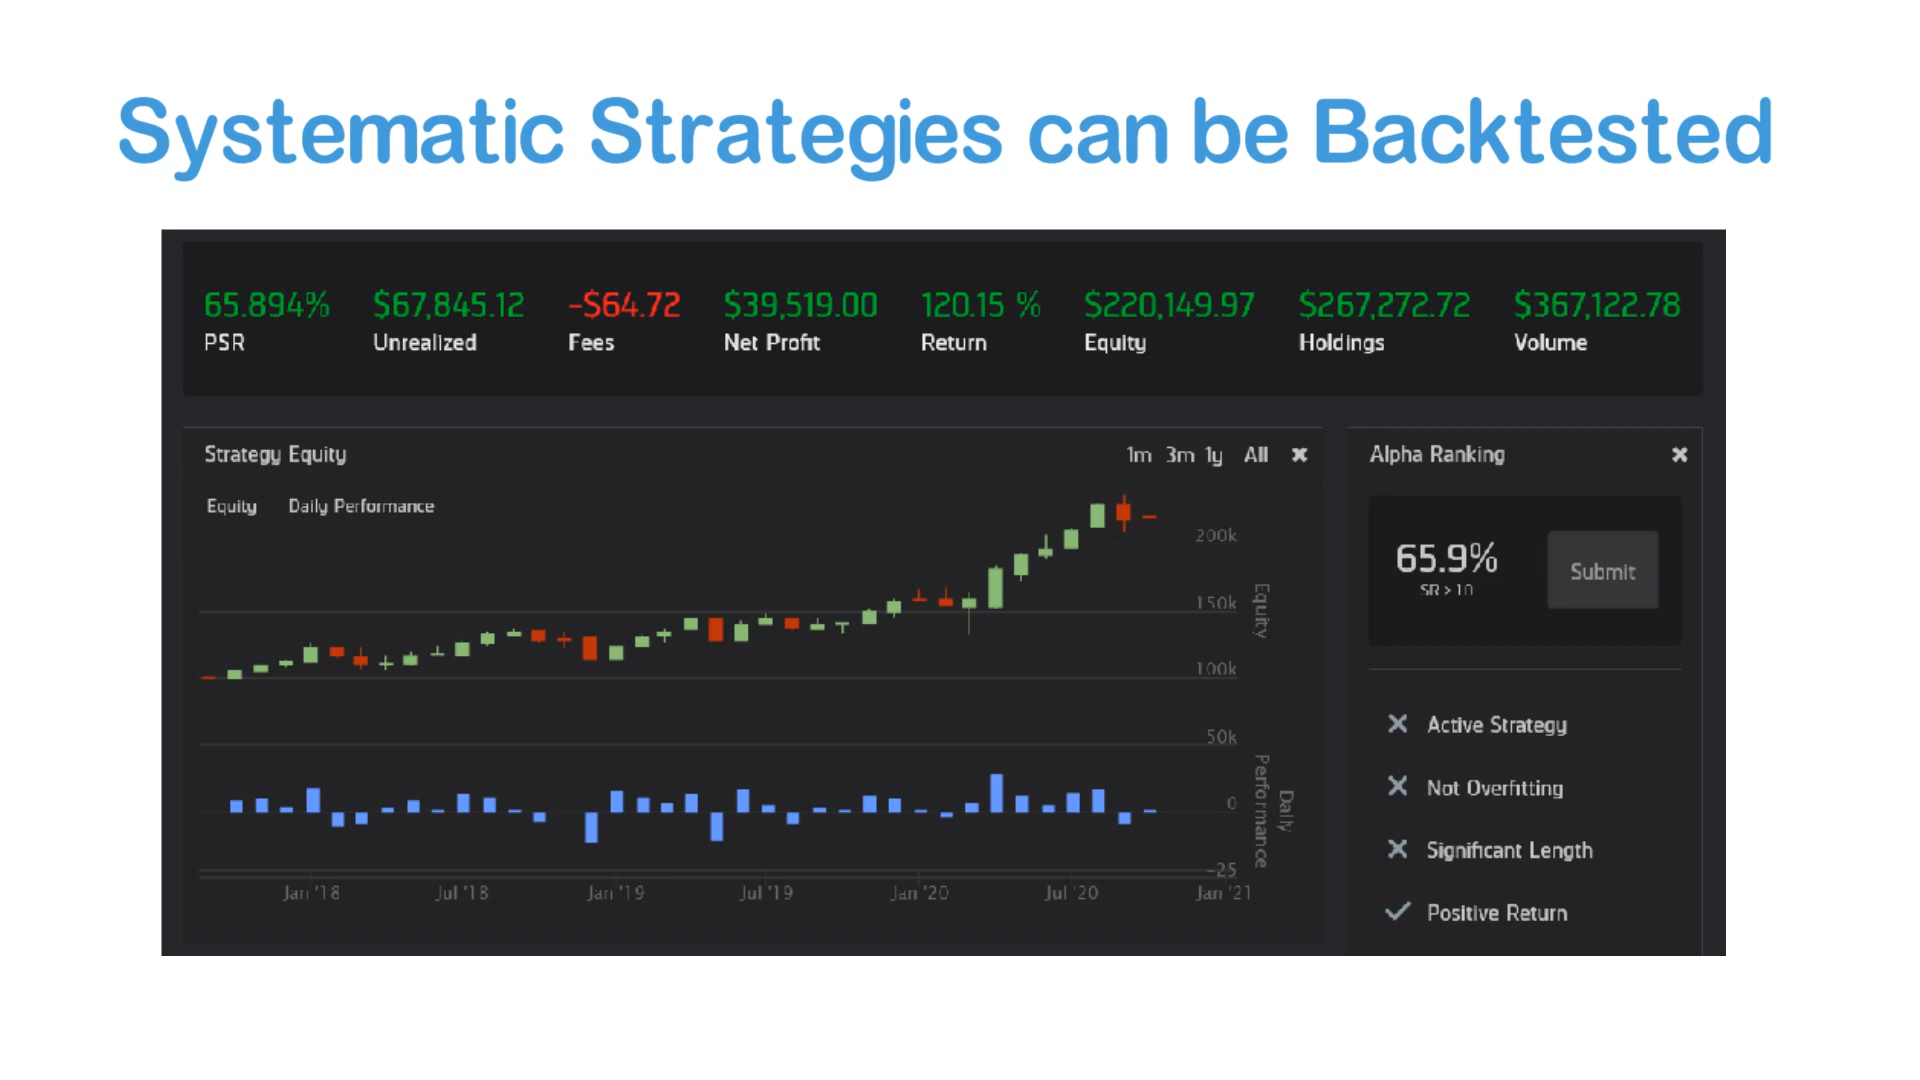 Systematic Strategies can be Backtested
65.894% $67,845.12 -$64.72 $39,519.00 120.15 % $220,149.97 $267,272.72 $367,122.78
PSR Unrealized Fees Net Profit Return Equity Holdings Volume
Strategy Equity 1m 3m 1y All ✖
Equity Daily Performance
200k
150k
100k
50k
0
-25
Equity
Daily
Performance
Jan '18 Jul '18 Jan '19 Jul '19 Jan '20 Jul '20 Jan '21
Alpha Ranking ✖
65.9% Submit
SR > 1.0
Active Strategy
Not Overfitting
Significant Length
Positive Return